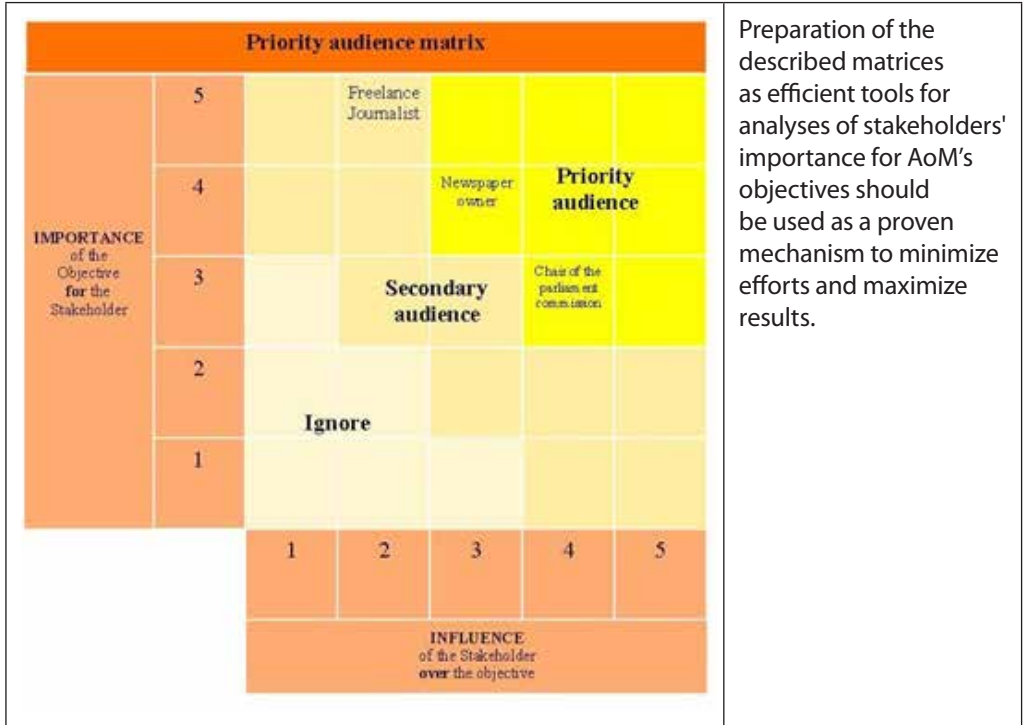 Priority audience matrix
IMPORTANCE
of the
Objective
for the
Stakeholder
5
Freelance
Journalist
4
Newspaper
owner
Priority
audience
3
Secondary
audience
Chair of the
parliament
commission
2
Ignore
1
1 2 3 4 5
INFLUENCE
of the Stakeholder
over the objective
Preparation of the
described matrices
as efficient tools for
analyses of stakeholders'
importance for AoM’s
objectives should
be used as a proven
mechanism to minimize
efforts and maximize
results.